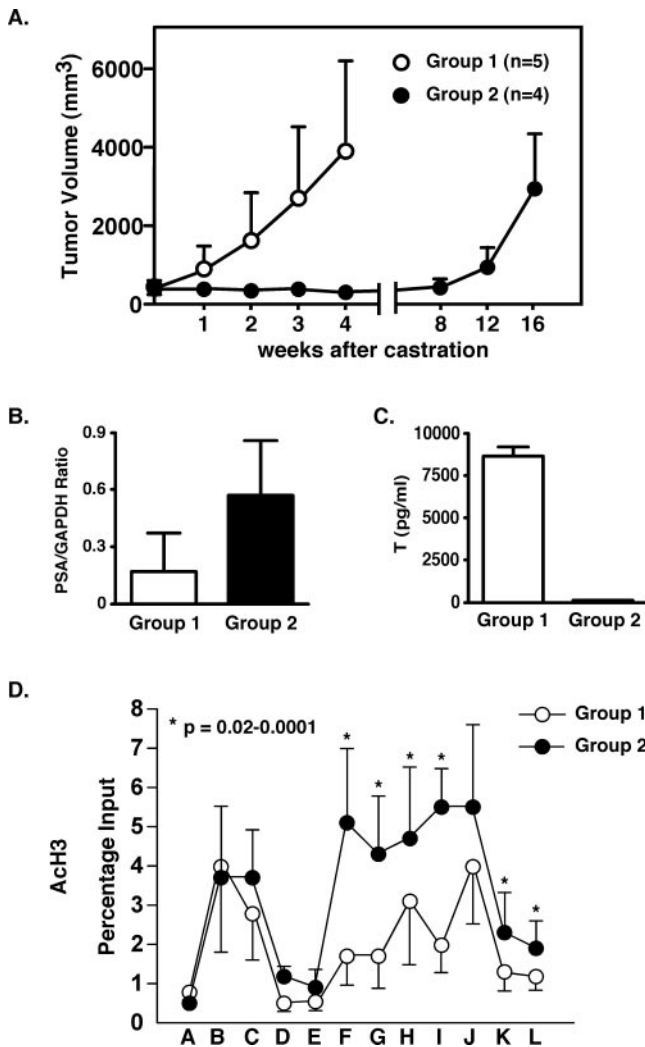 A.
Tumor Volume (mm3)
6000
4000
2000
0
Group 1 (n=5)
Group 2 (n=4)
1 2 3 4 8 12 16
weeks after castration
B.
PSA/GAPDH Ratio
0.9
0.6
0.3
0
Group 1 Group 2
C.
T (pg/ml)
10000
7500
5000
2500
0
Group 1 Group 2
D.
AcH3
Percentage Input
8
7
6
5
4
3
2
1
0
* p = 0.02-0.0001
Group 1
Group 2
* * * * * *
A B C D E F G H I J K L